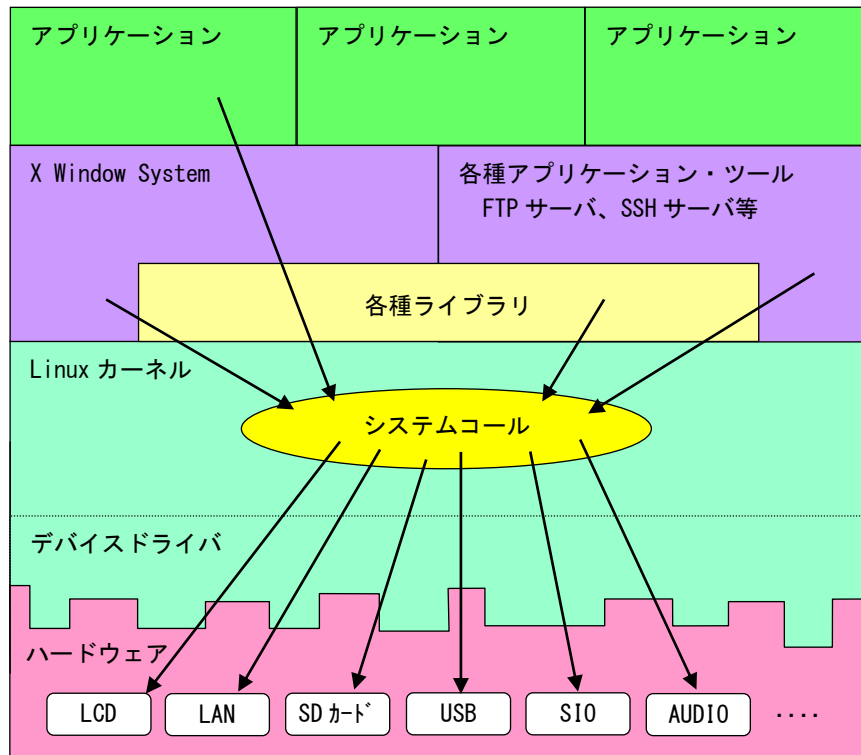 アプリケーション
アプリケーション
アプリケーション
X Window System
各種アプリケーション・ツール
FTP サーバ、SSH サーバ等
各種ライブラリ
Linux カーネル
システムコール
デバイスドライバ
ハードウェア
LCD
LAN
SD ｶｰﾄﾞ
USB
SIO
AUDIO
････